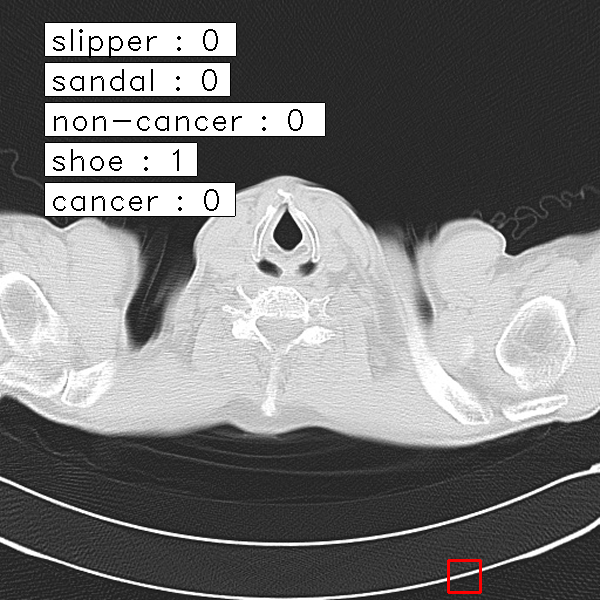 slipper : 0
sandal : 0
non-cancer : 0
shoe : 1
cancer : 0